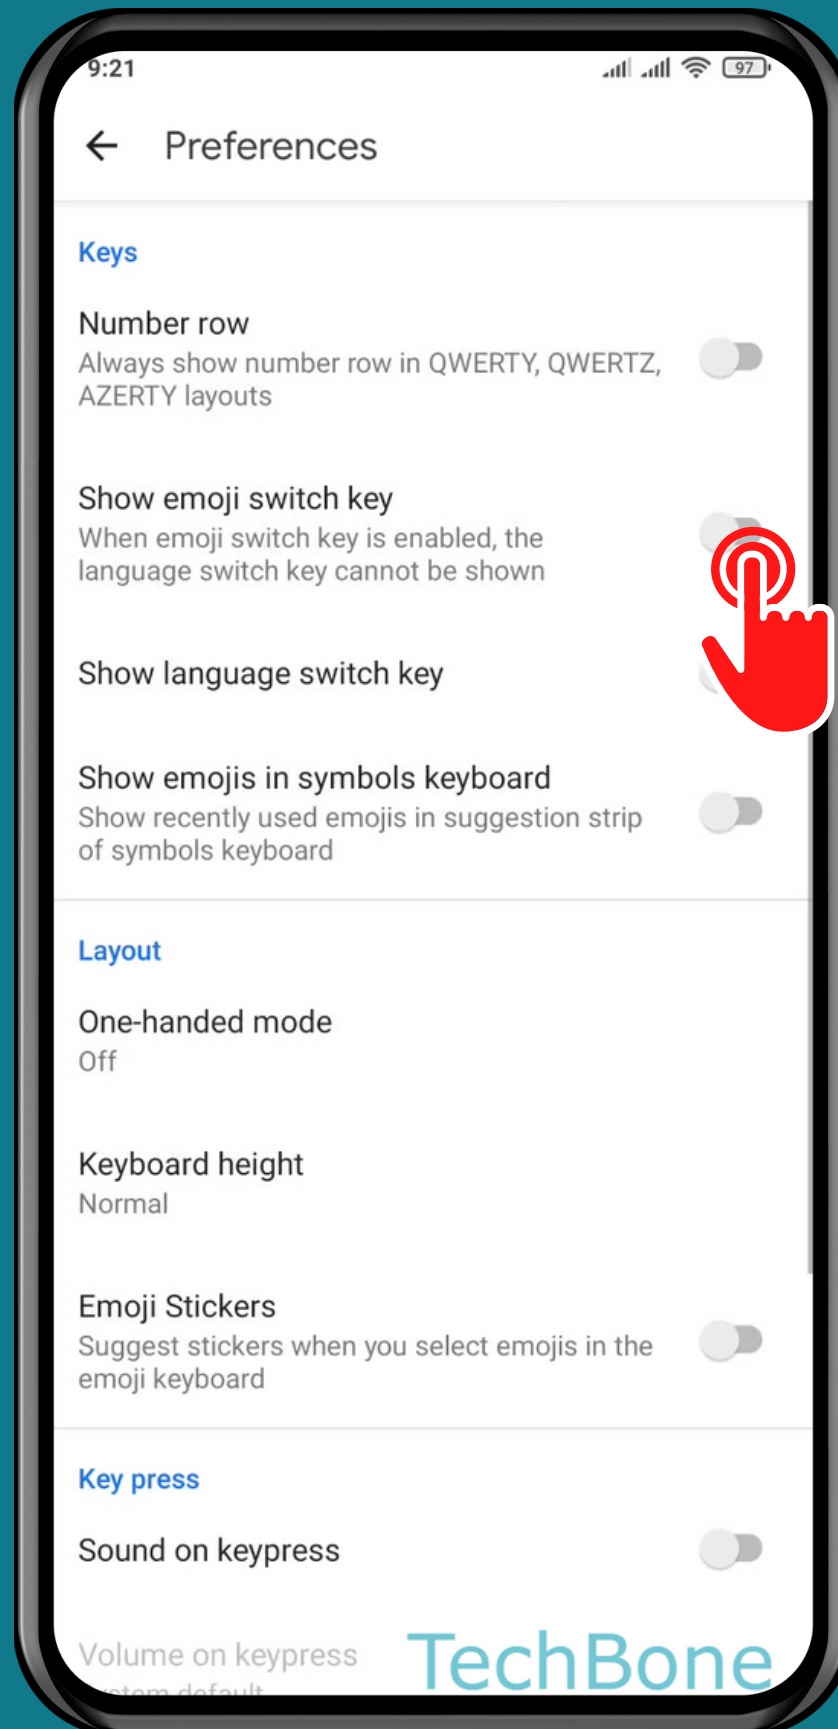 9:21
97
Preferences
Keys
Number row
Always show number row in QWERTY, QWERTZ,
AZERTY layouts
Show emoji switch key
When emoji switch key is enabled, the
language switch key cannot be shown
Show language switch key
Show emojis in symbols keyboard
Show recently used emojis in suggestion strip
of symbols keyboard
Layout
One-handed mode
Off
Keyboard height
Normal
Emoji Stickers
Suggest stickers when you select emojis in the
emoji keyboard
Key press
Sound on keypress
Volume on keypress
TechBone
default